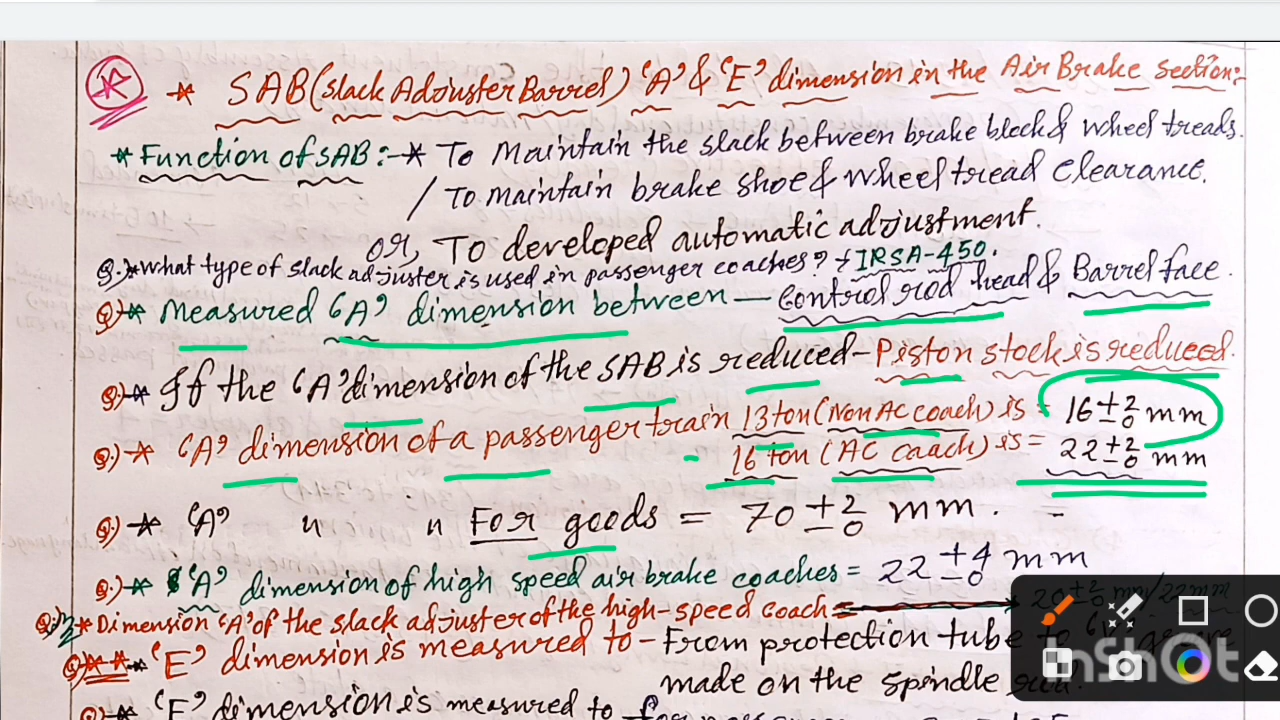 * SAB(slack Adjuster Barrel) 'A' & 'E' dimension in the Air Brake section:-
* Function of SAB:-* To Maintain the slack between brake block & wheel treads.
/ To maintain brake shoe & wheel tread Clearance.
or, To developed automatic adjustment.
Q.)* What type of slack adjuster is used in passenger coaches? → IRSA-450.
Q)* Measured 'A' dimension between — Control rod head & Barrel face.
Q)-* If the 'A' dimension of the SAB is reduced - Piston stock is reduced.
Q.)-* 'A' dimension of a passenger train 13 ton (Non AC coach) is = 16 +2 -0 mm
- 16 ton (AC coach) is = 22 +2 -0 mm
Q.)-* 'A' u u For goods = 70 +2 -0 mm. =
Q.)-* 'A' dimension of high speed air brake coaches = 22 +4 -0 mm
Q.)* Dimension 'A' of the slack adjuster of the high-speed coach =
Q)**- 'E' dimension is measured to - From protection tube to
made on the spindle
Q)-* 'E' dimension is measured to
InShOt